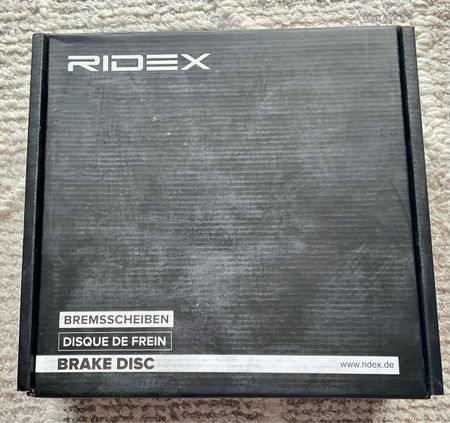 RIDEX
BREMSSCHEIBEN
DISQUE DE FREIN
BRAKE DISC www.ridex.de